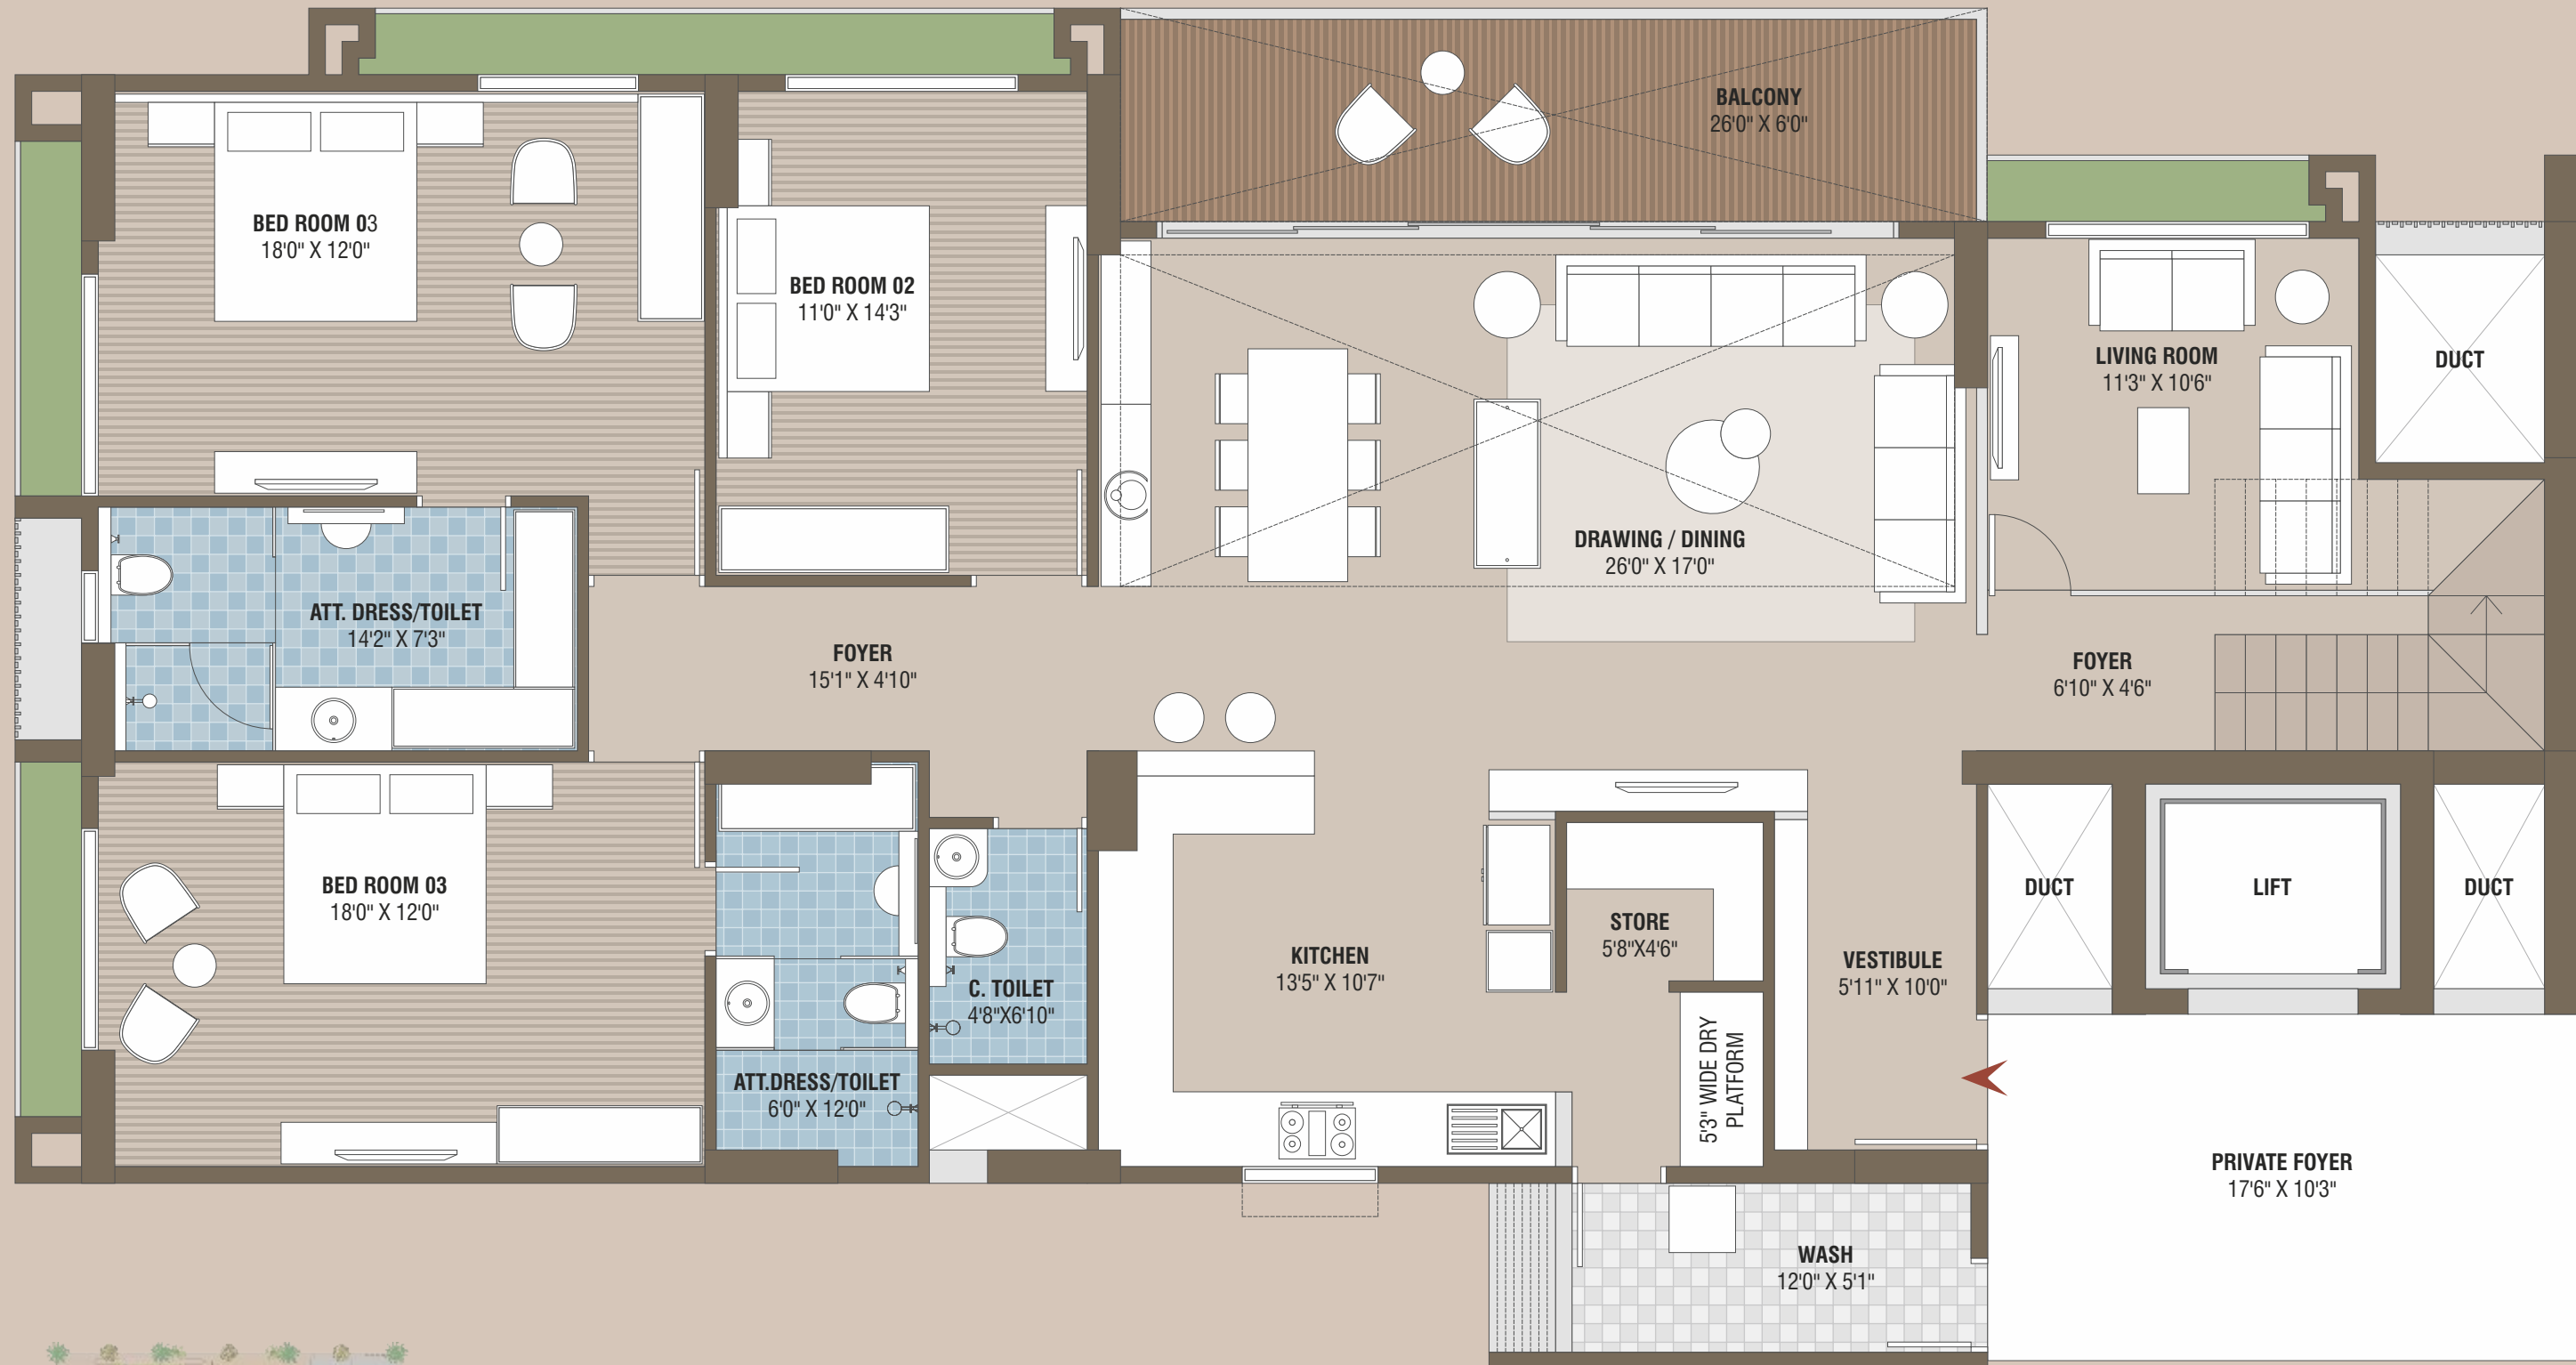 BALCONY
26'0" X 6'0"
BED ROOM 03
18'0" X 12'0"
BED ROOM 02
11'0" X 14'3"
LIVING ROOM
11'3" X 10'6"
DUCT
DRAWING / DINING
26'0" X 17'0"
ATT. DRESS/TOILET
14'2" X 7'3"
FOYER
15'1" X 4'10"
FOYER
6'10" X 4'6"
BED ROOM 03
18'0" X 12'0"
DUCT
LIFT
DUCT
STORE
5'8"X4'6"
KITCHEN
13'5" X 10'7"
VESTIBULE
5'11" X 10'0"
C. TOILET
4'8"X6'10"
ATT.DRESS/TOILET
6'0" X 12'0"
5'3" WIDE DRY
PLATFORM
PRIVATE FOYER
17'6" X 10'3"
WASH
12'0" X 5'1"